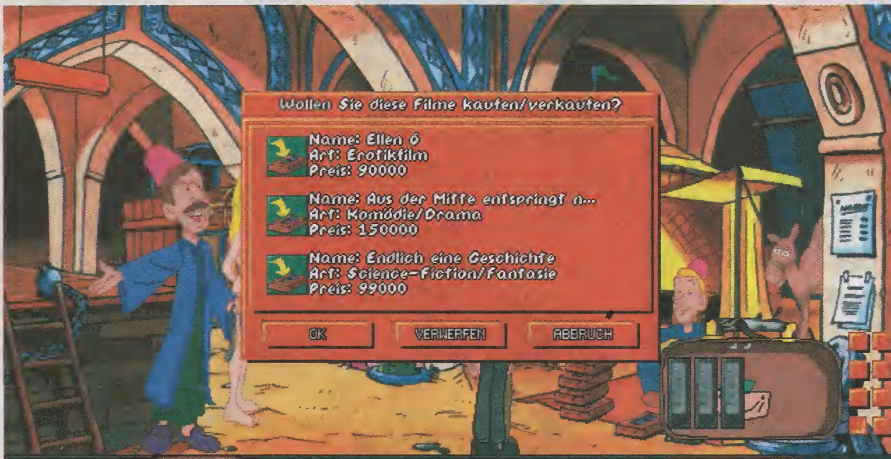 Wollen Sie diese Filme kaufen/verkaufen?
Name: Ellen 6
Art: Erotikfilm
Preis: 90000
Name: Aus der Mitte entspringt n...
Art: Komödie/Drama
Preis: 150000
Name: Endlich eine Geschichte
Art: Science-Fiction/Fantasie
Preis: 99000
OK VERWERFEN ABBRUCH